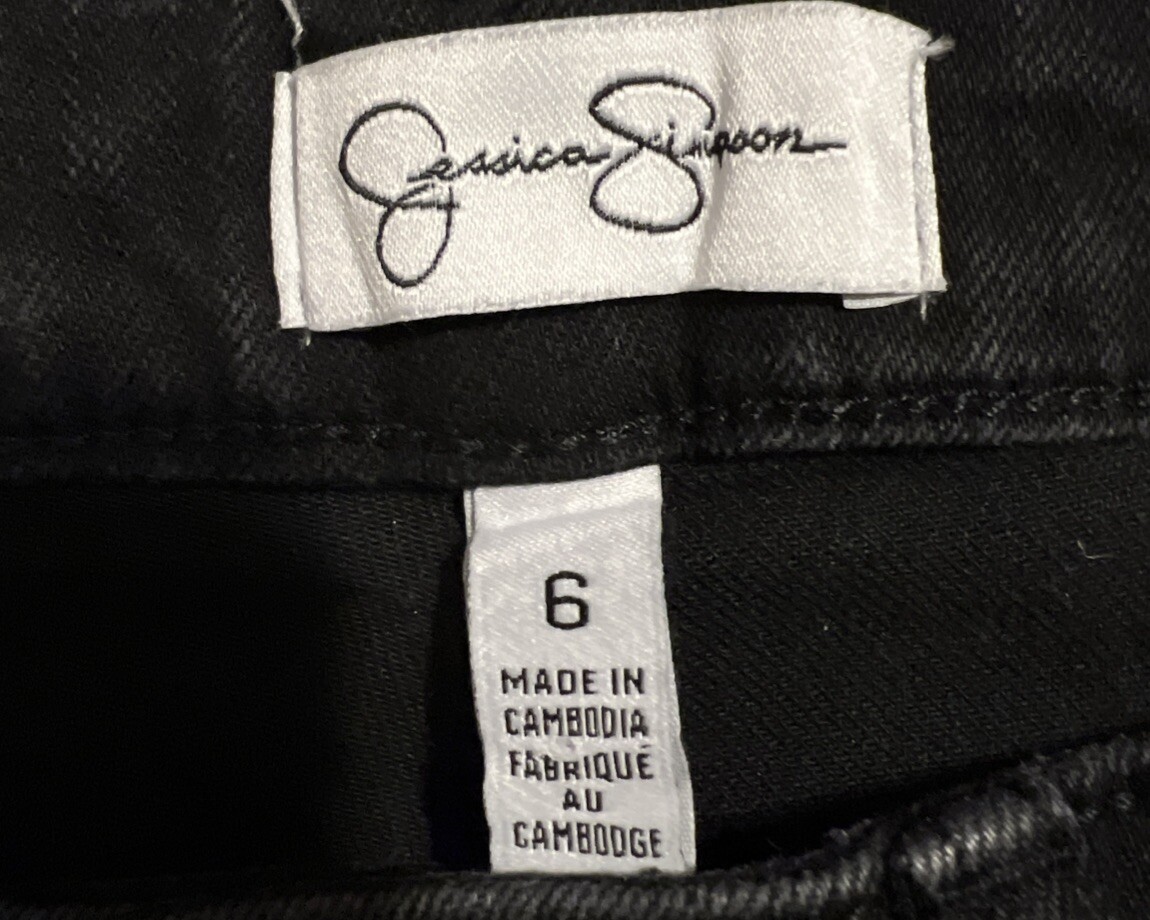 Jessica Simpson
6
MADE IN
CAMBODIA
FABRIQUÉ
AU
CAMBODGE